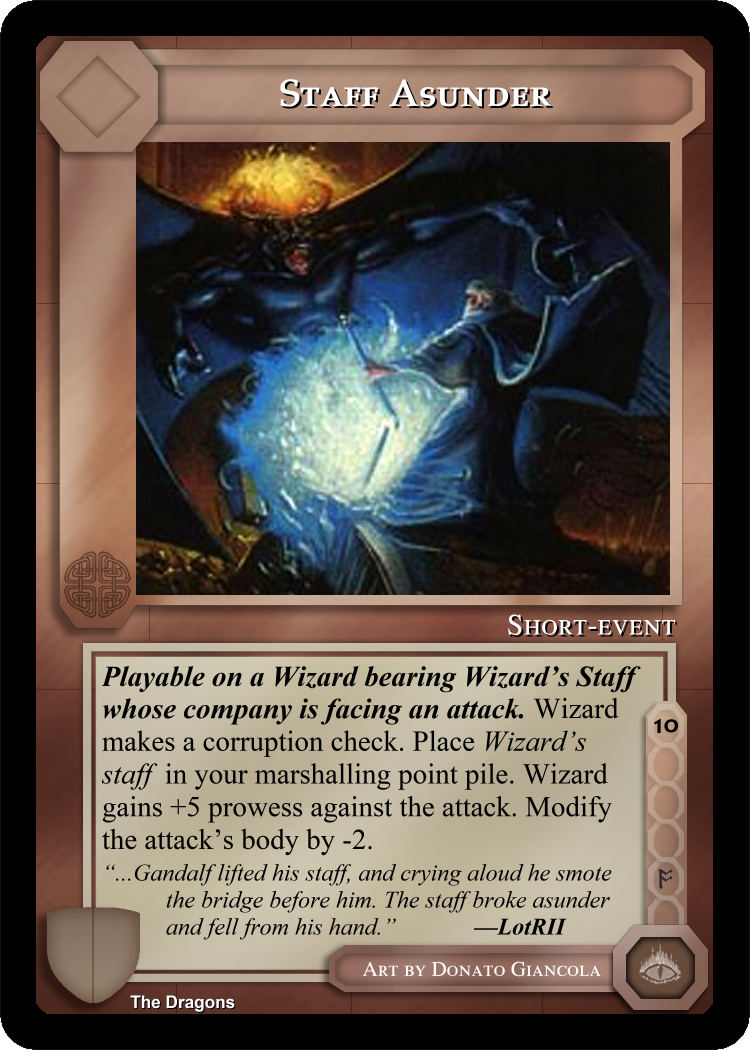 Staff Asunder
Short-event
Playable on a Wizard bearing Wizard's Staff
whose company is facing an attack. Wizard
makes a corruption check. Place Wizard's
staff in your marshalling point pile. Wizard
gains +5 prowess against the attack. Modify
the attack's body by -2.
“...Gandalf lifted his staff, and crying aloud he smote
the bridge before him. The staff broke asunder
and fell from his hand.” —LotRII
10
Art by Donato Giancola
The Dragons